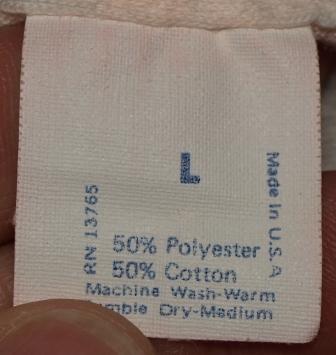 L
RN 13765
Made In U.S.A
50% Polyester
50% Cotton
Machine Wash-Warm
Dry-Medium